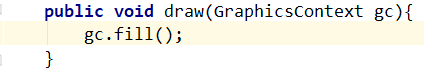 public void draw(GraphicsContext gc){
    gc.fill();
}